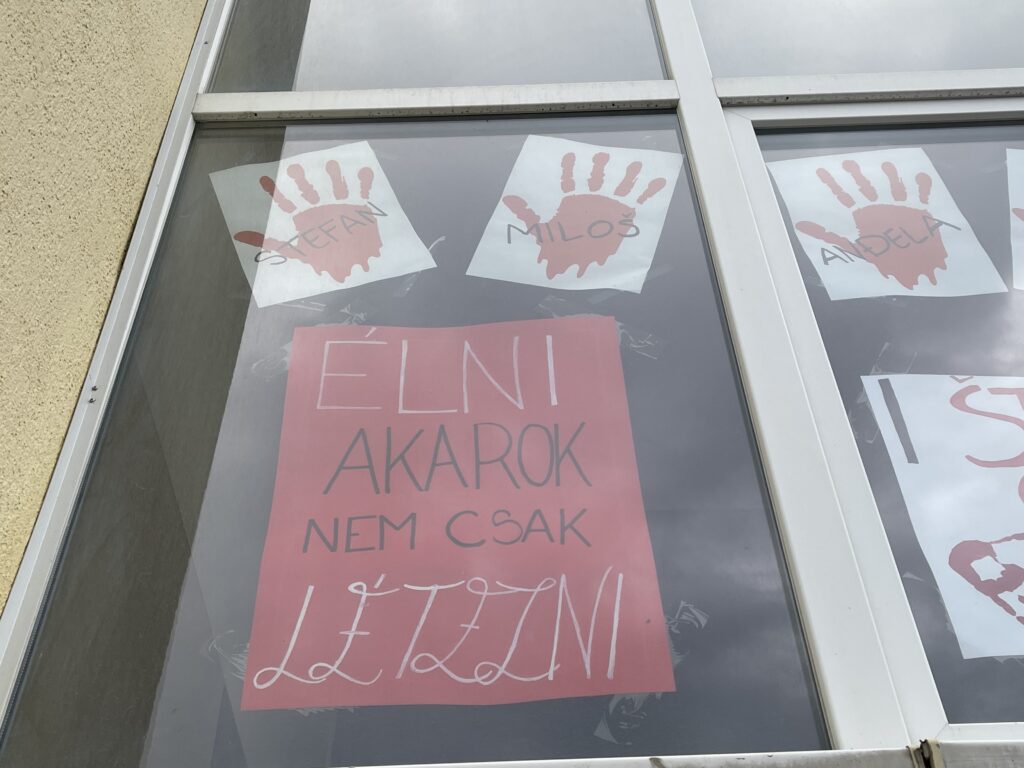 STEFAN
MILOŠ
ANĐELA
ÉLNI
AKAROK
NEM CSAK
LÉTEZNI
I Š